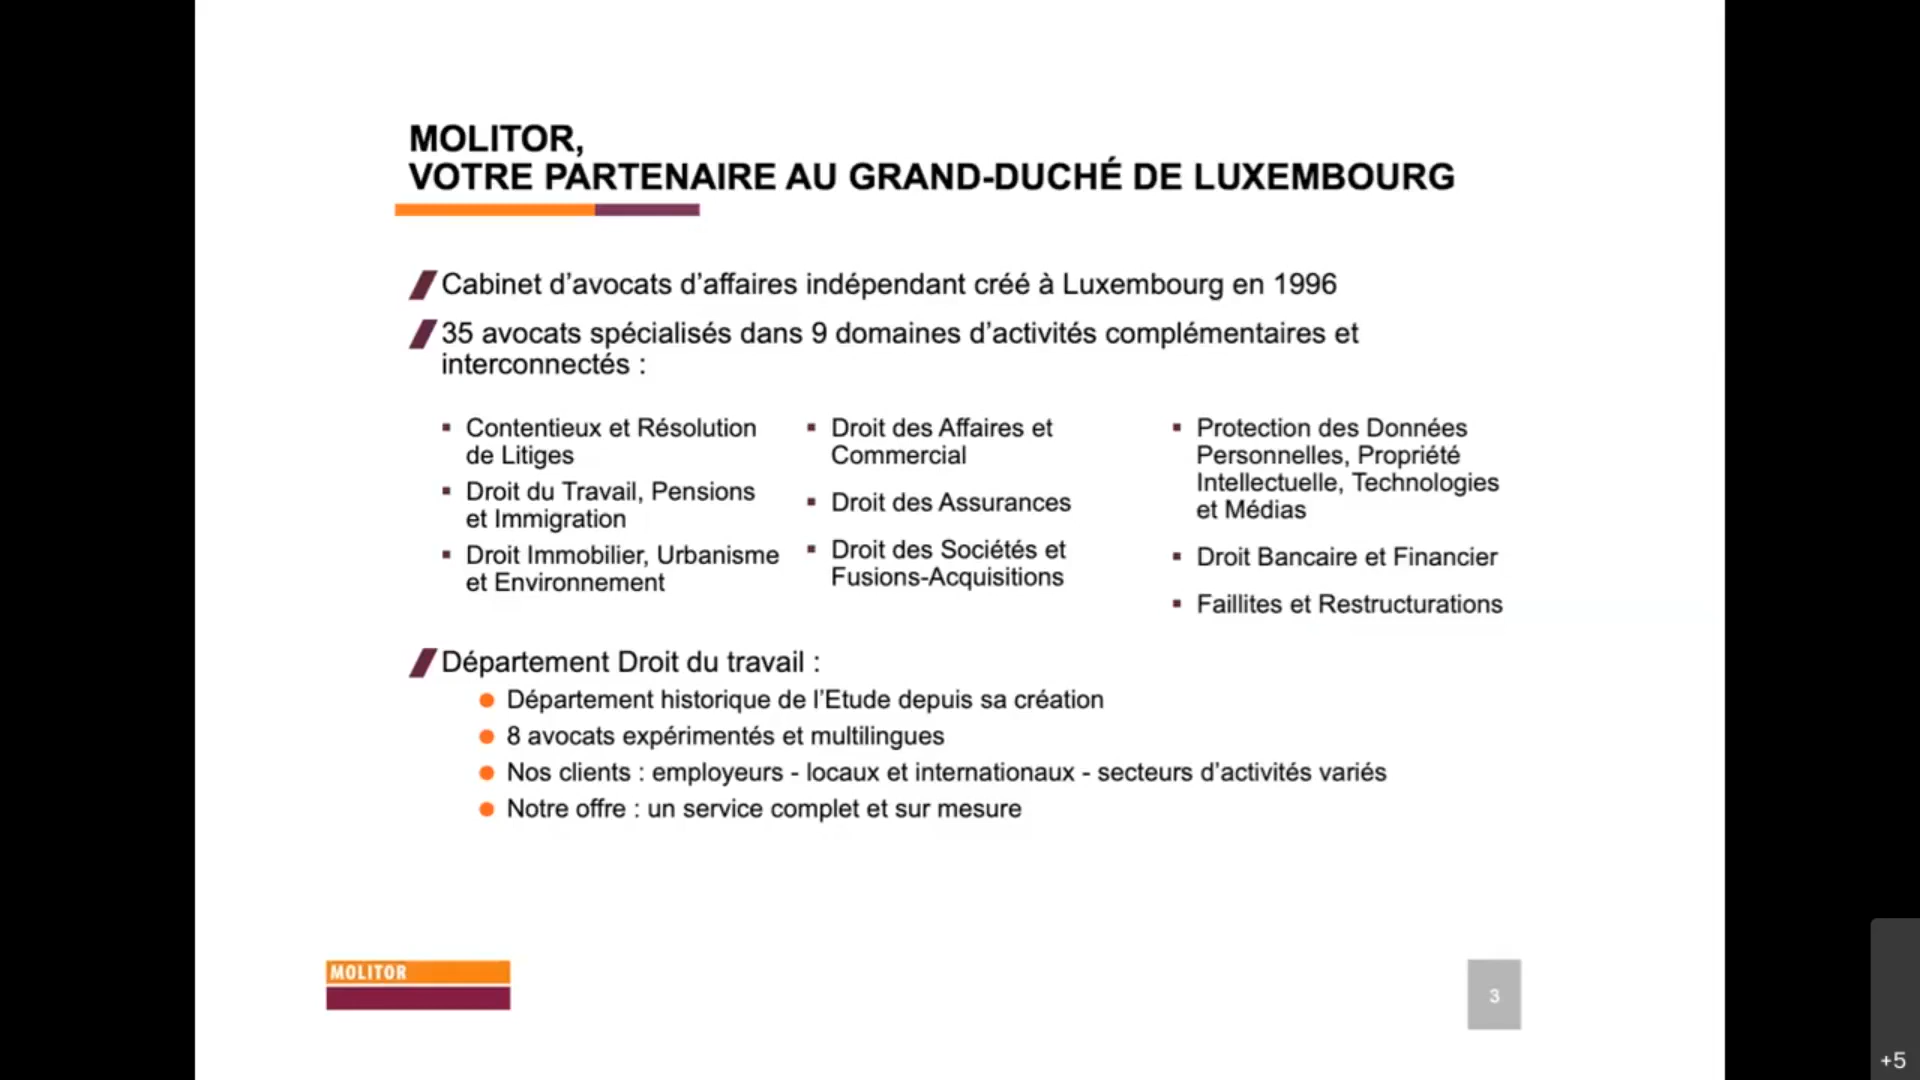 MOLITOR,
VOTRE PARTENAIRE AU GRAND-DUCHÉ DE LUXEMBOURG
Cabinet d’avocats d’affaires indépendant créé à Luxembourg en 1996
35 avocats spécialisés dans 9 domaines d’activités complémentaires et
interconnectés :
Contentieux et Résolution
de Litiges
Droit du Travail, Pensions
et Immigration
Droit Immobilier, Urbanisme
et Environnement
Droit des Affaires et
Commercial
Droit des Assurances
Droit des Sociétés et
Fusions-Acquisitions
Protection des Données
Personnelles, Propriété
Intellectuelle, Technologies
et Médias
Droit Bancaire et Financier
Faillites et Restructurations
Département Droit du travail :
Département historique de l’Etude depuis sa création
8 avocats expérimentés et multilingues
Nos clients : employeurs - locaux et internationaux - secteurs d’activités variés
Notre offre : un service complet et sur mesure
MOLITOR
3
+5